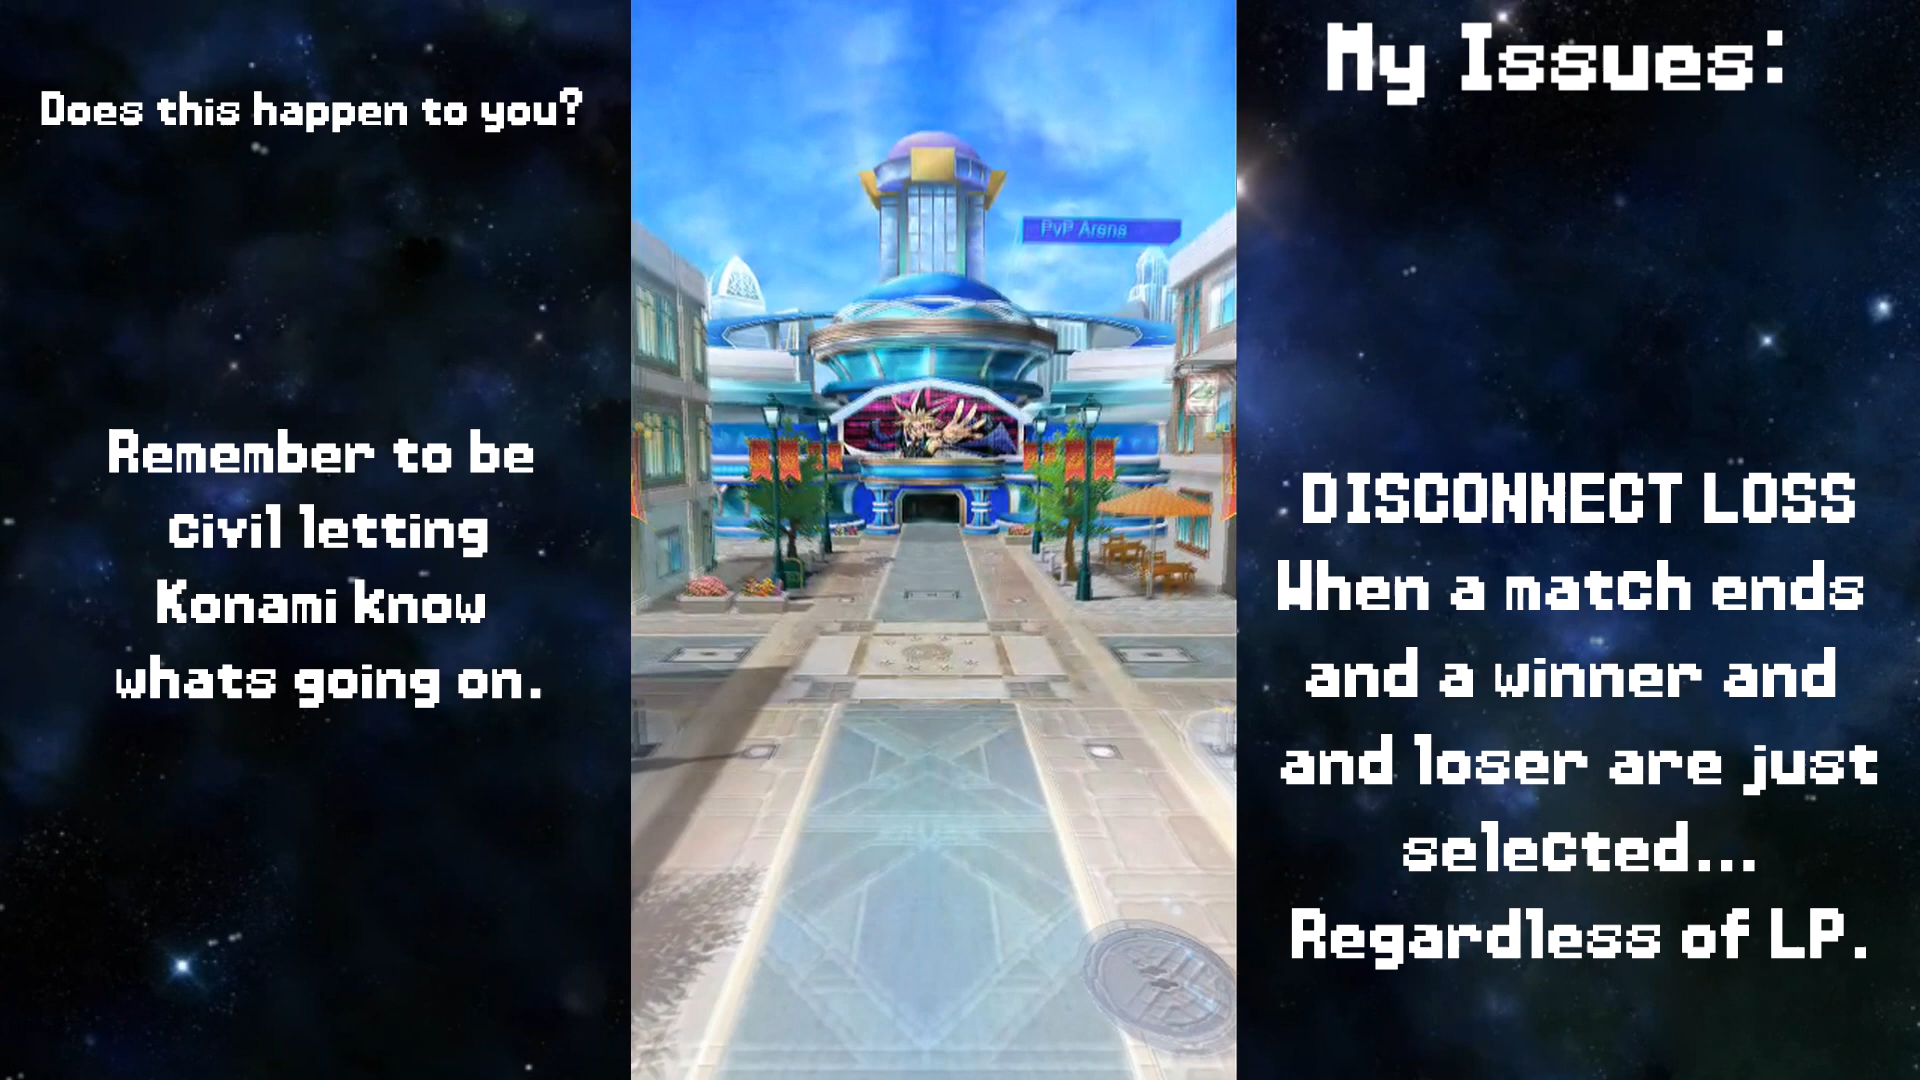 Does this happen to you?
Remember to be
civil letting
Konami know
whats going on.
PvP Arena
My Issues:
DISCONNECT LOSS
When a match ends
and a winner and
and loser are just
selected...
Regardless of LP.